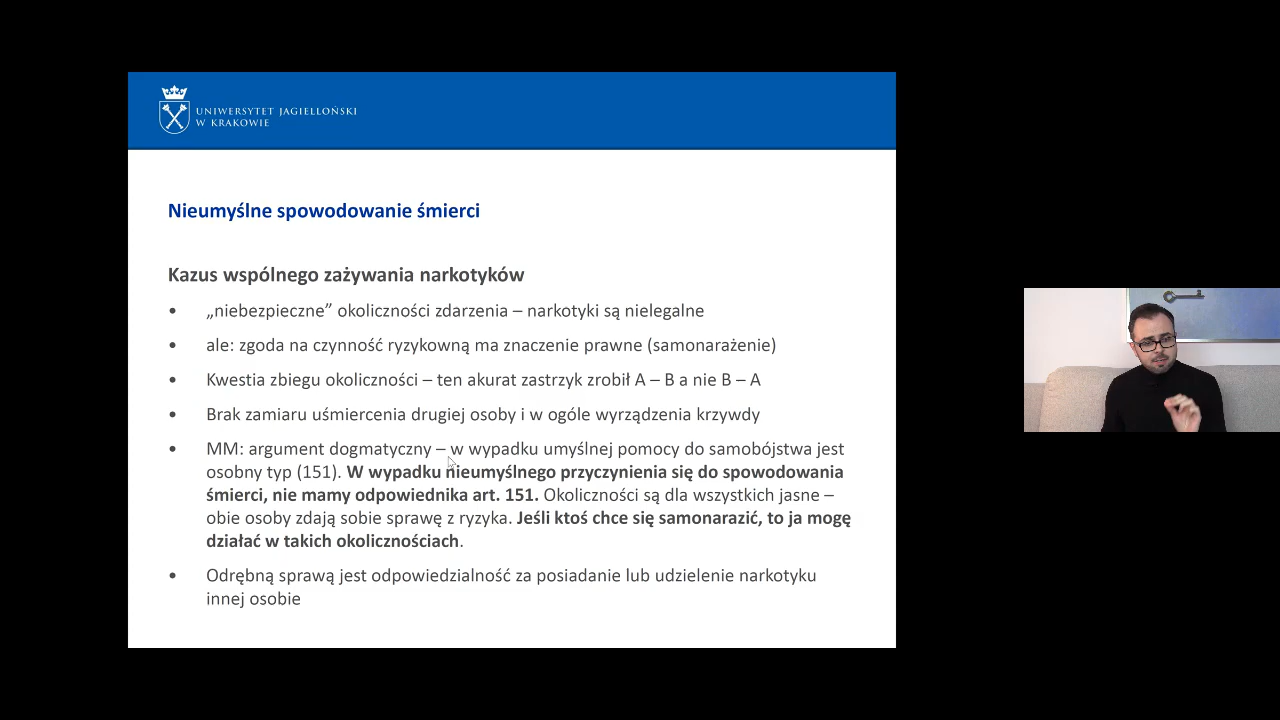 UNIWERSYTET JAGIELLOŃSKI
W KRAKOWIE
Nieumyślne spowodowanie śmierci
Kazus wspólnego zażywania narkotyków
• „niebezpieczne” okoliczności zdarzenia – narkotyki są nielegalne
• ale: zgoda na czynność ryzykowną ma znaczenie prawne (samonarażenie)
• Kwestia zbiegu okoliczności – ten akurat zastrzyk zrobił A – B a nie B – A
• Brak zamiaru uśmiercenia drugiej osoby i w ogóle wyrządzenia krzywdy
• MM: argument dogmatyczny – w wypadku umyślnej pomocy do samobójstwa jest
osobny typ (151). W wypadku nieumyślnego przyczynienia się do spowodowania
śmierci, nie mamy odpowiednika art. 151. Okoliczności są dla wszystkich jasne –
obie osoby zdają sobie sprawę z ryzyka. Jeśli ktoś chce się samonarazić, to ja mogę
działać w takich okolicznościach.
• Odrębną sprawą jest odpowiedzialność za posiadanie lub udzielenie narkotyku
innej osobie